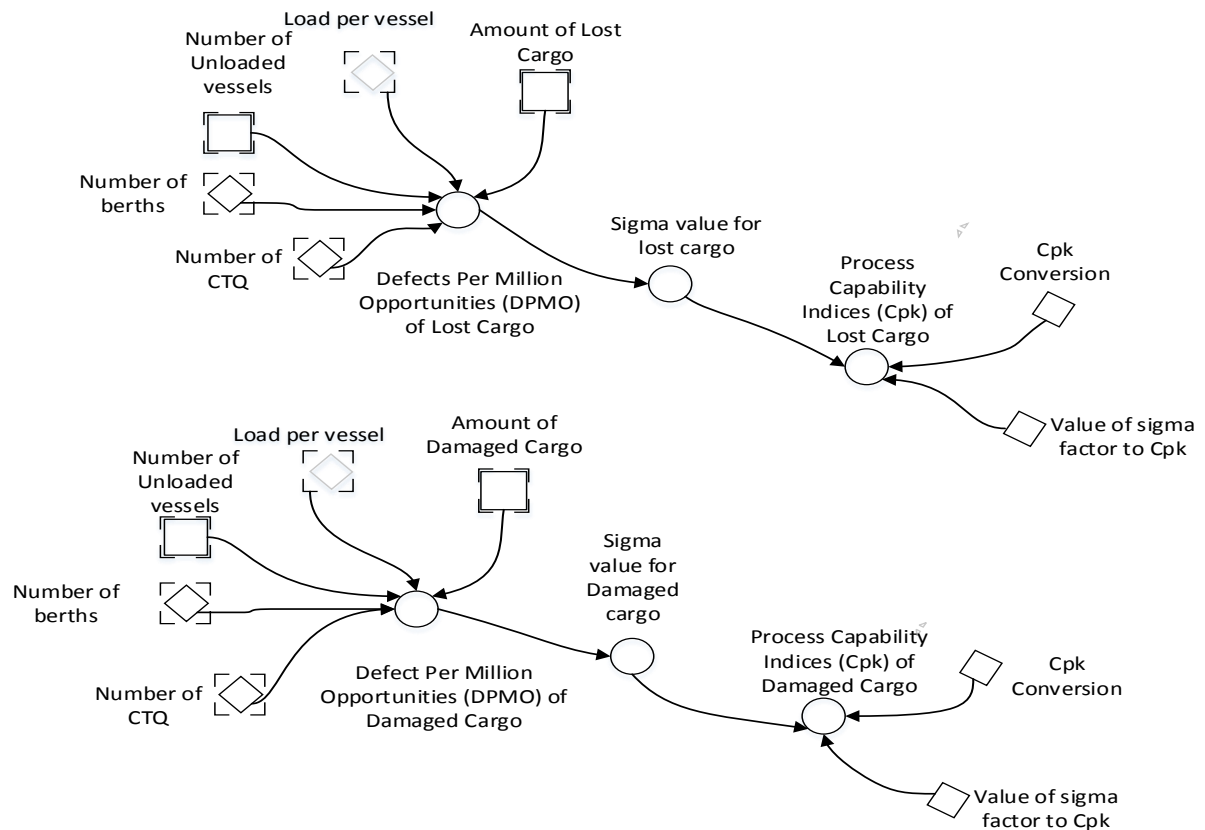 Load per vessel
Number of
Unloaded
vessels
Amount of Lost
Cargo
Number of
berths
Number of
CTQ
Defects Per Million
Opportunities (DPMO)
of Lost Cargo
Sigma value for
lost cargo
Process
Capability
Indices (Cpk) of
Lost Cargo
Cpk
Conversion
Value of sigma
factor to Cpk
Load per vessel
Number of
Unloaded
vessels
Amount of
Damaged Cargo
Number of
berths
Number of
CTQ
Defect Per Million
Opportunities (DPMO) of
Damaged Cargo
Sigma
value for
Damaged
cargo
Process Capability
Indices (Cpk) of
Damaged Cargo
Cpk
Conversion
Value of sigma
factor to Cpk